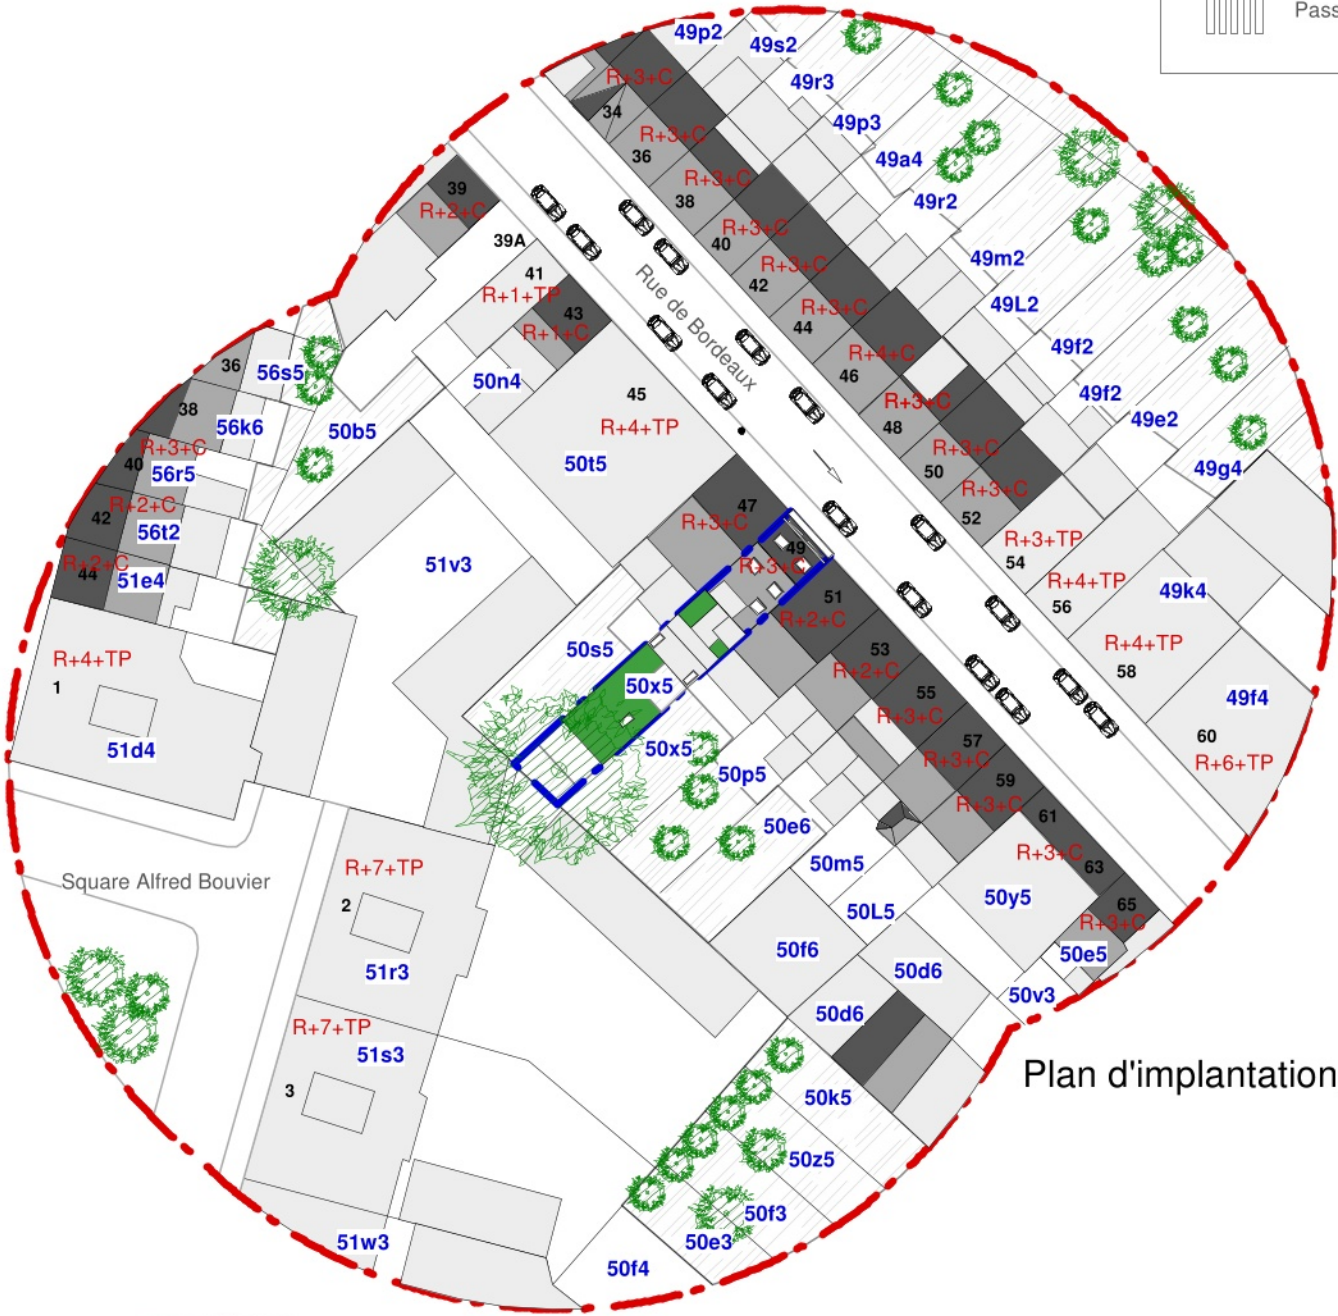 Pass
49p2
49s2
R+3+C
49r3
34
49p3
R+3+C
36
49a4
R+3+C
38
49r2
39
R+2+C
R+3+C
40
39A
49m2
R+3+C
41
42
R+1+TP
49L2
Rue de Bordeaux
R+3+C
44
43
R+1+C
49f2
R+4+C
46
36
56s5
50n4
49f2
R+3+C
45
38
49e2
R+4+TP
48
56k6
50b5
R+3+C
R+3+C
40
50t5
49g4
50
56r5
R+3+C
R+2+C
47
42
52
R+3+C
56t2
R+3+TP
49
54
R+2+C
51v3
R+3+C
44
51e4
R+4+TP
49k4
51
56
R+2+C
R+4+TP
50s5
53
R+4+TP
58
R+2+C
1
50x5
55
49f4
R+3+C
51d4
50x5
57
60
R+3+C
R+6+TP
50p5
59
R+3+C
61
50e6
R+3+C
50m5
R+7+TP
63
Square Alfred Bouvier
50y5
2
50L5
65
R+3+C
50f6
50e5
51r3
50d6
50v3
50d6
R+7+TP
51s3
Plan d'implantation
3
50k5
50z5
50f3
51w3
50e3
50f4